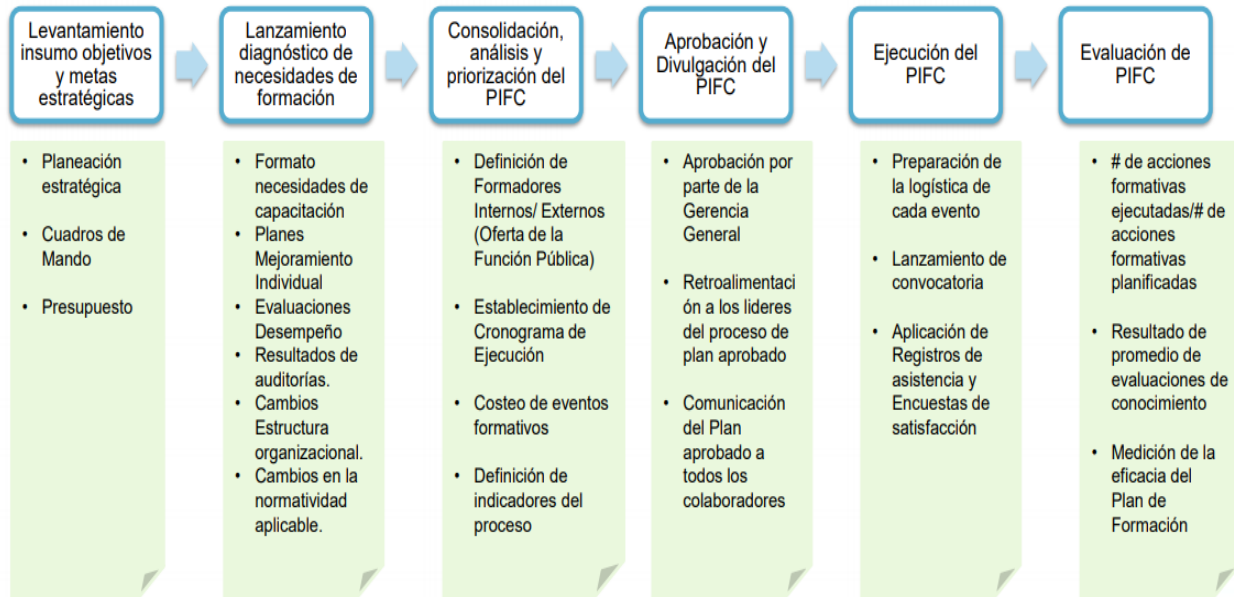 Levantamiento
insumo objetivos
y metas
estratégicas
Lanzamiento
diagnóstico de
necesidades de
formación
Consolidación,
análisis y
priorización del
PIFC
Aprobación y
Divulgación del
PIFC
Ejecución del
PIFC
Evaluación de
PIFC
• Planeación
estratégica
• Cuadros de
Mando
• Presupuesto
• Formato
necesidades de
capacitación
• Planes
Mejoramiento
Individual
• Evaluaciones
Desempeño
• Resultados de
auditorías.
• Cambios
Estructura
organizacional.
• Cambios en la
normatividad
aplicable.
• Definición de
Formadores
Internos/ Externos
(Oferta de la
Función Pública)
• Establecimiento de
Cronograma de
Ejecución
• Costeo de eventos
formativos
• Definición de
indicadores del
proceso
• Aprobación por
parte de la
Gerencia
General
• Retroalimentaci
ón a los lideres
del proceso de
plan aprobado
• Comunicación
del Plan
aprobado a
todos los
colaboradores
• Preparación de
la logística de
cada evento
• Lanzamiento de
convocatoria
• Aplicación de
Registros de
asistencia y
Encuestas de
satisfacción
• # de acciones
formativas
ejecutadas/# de
acciones
formativas
planificadas
• Resultado de
promedio de
evaluaciones de
conocimiento
• Medición de la
eficacia del
Plan de
Formación